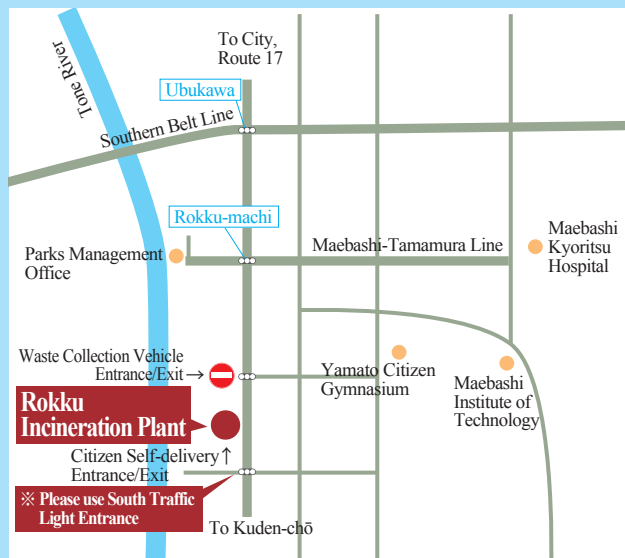 To City,
Route 17
Tone River
Ubukawa
Southern Belt Line
Rokku-machi
Maebashi-Tamamura Line
Parks Management
Office
Maebashi
Kyoritsu
Hospital
Waste Collection Vehicle
Entrance/Exit →
Yamato Citizen
Gymnasium
Maebashi
Institute of
Technology
Rokku
Incineration Plant
Citizen Self-delivery ↑
Entrance/Exit
※ Please use South Traffic
Light Entrance
To Kuden-chō